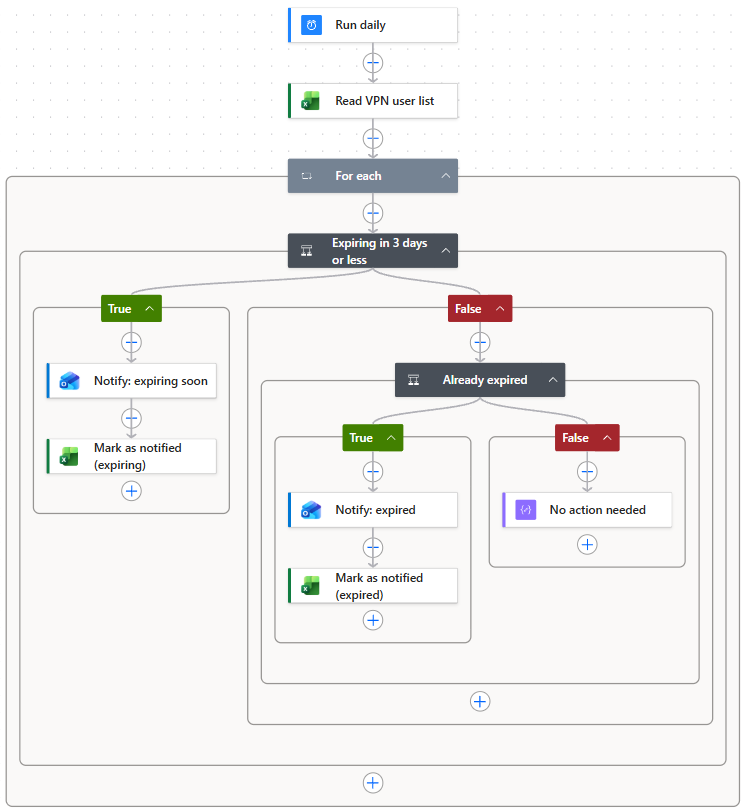 Run daily
Read VPN user list
For each
Expiring in 3 days
or less
True
False
Notify: expiring soon
Mark as notified
(expiring)
Already expired
True
False
Notify: expired
Mark as notified
(expired)
No action needed